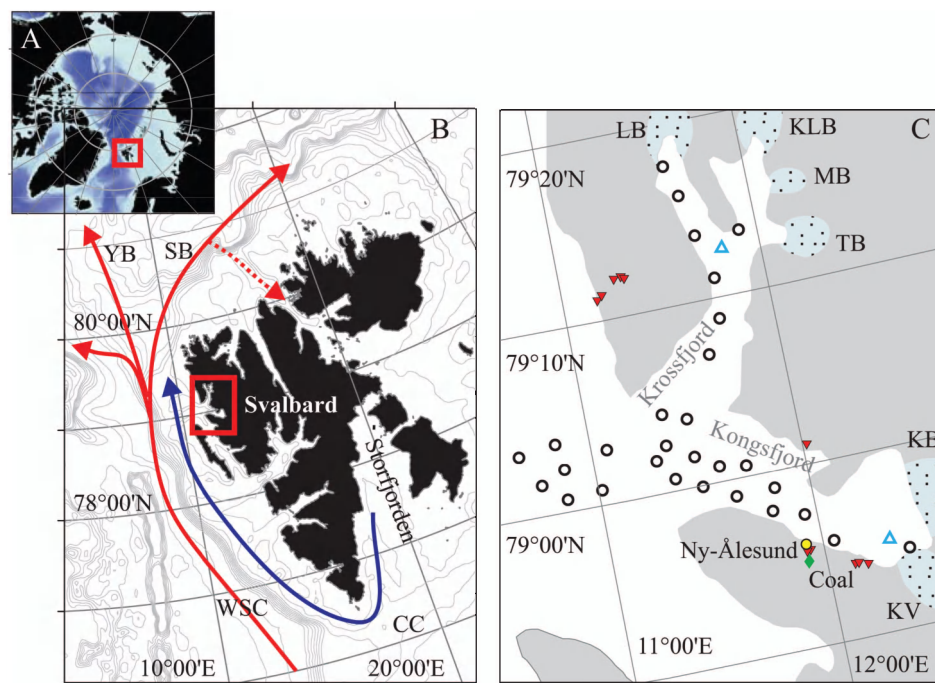 A
B
YB
SB
80°00'N
Svalbard
Storfjorden
78°00'N
WSC
CC
10°00'E
20°00'E
C
LB
KLB
79°20'N
MB
TB
79°10'N
Krossfjord
Kongsfjord
KB
79°00'N
Ny-Ålesund
Coal
KV
11°00'E
12°00'E